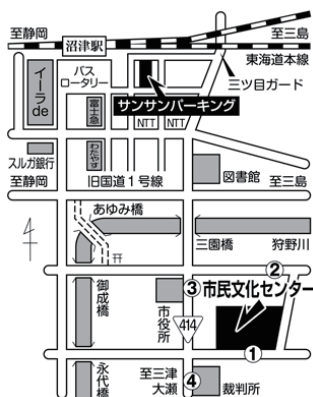 至静岡
沼津駅
至三島
東海道本線
イーラde
バス
ロータリー
三ツ目ガード
サンサンパーキング
富士急
NTT
NTT
わたやす
スルガ銀行
図書館
至静岡
旧国道1号線
至三島
あゆみ橋
三園橋
狩野川
②
御成橋
市役所
③
市民文化センター
414
①
永代橋
至三津
大瀬
④
裁判所